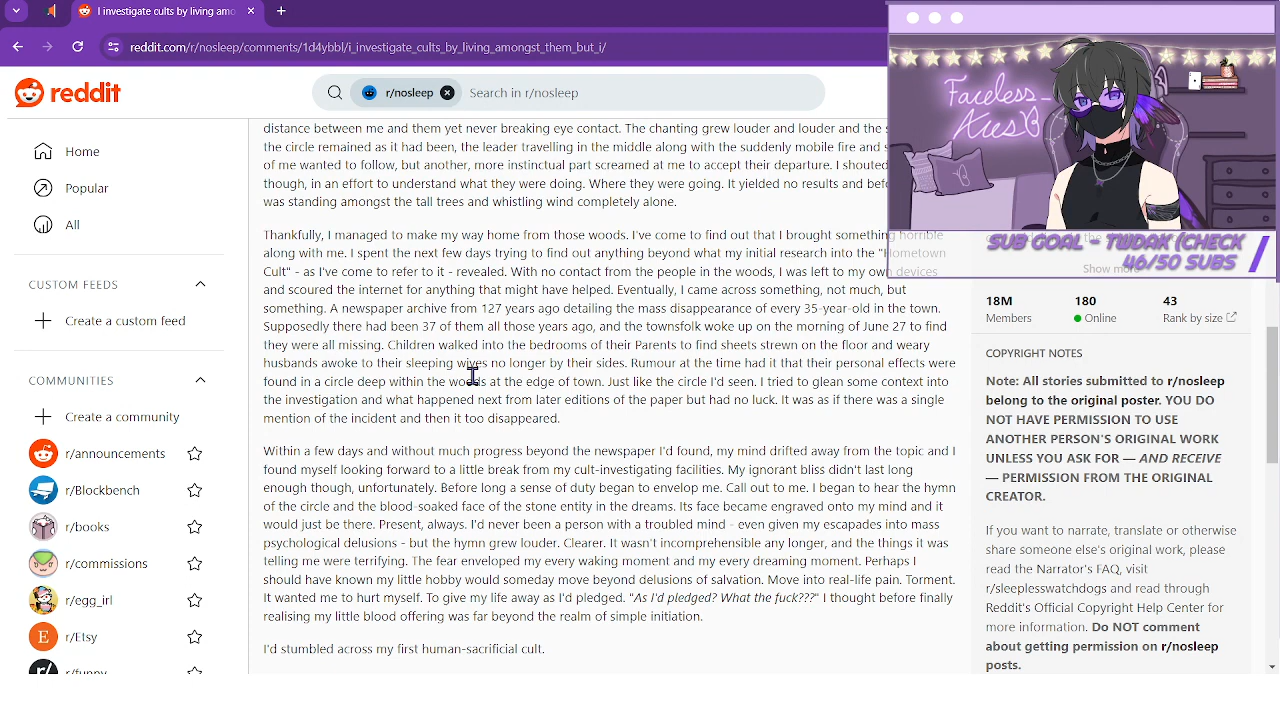 I investigate cults by living amo
reddit.com/r/nosleep/comments/1d4ybbl/i_investigate_cults_by_living_amongst_them_but_i/
reddit
r/nosleep
Search in r/nosleep
Home
Popular
All
CUSTOM FEEDS
Create a custom feed
COMMUNITIES
Create a community
r/announcements
r/Blockbench
r/books
r/commissions
r/egg_irl
r/Etsy
r/funny
distance between me and them yet never breaking eye contact. The chanting grew louder and louder and the
the circle remained as it had been, the leader travelling in the middle along with the suddenly mobile fire and
of me wanted to follow, but another, more instinctual part screamed at me to accept their departure. I shouted
though, in an effort to understand what they were doing. Where they were going. It yielded no results and
was standing amongst the tall trees and whistling wind completely alone.
Thankfully, I managed to make my way home from those woods. I've come to find out that I brought something horrible
along with me. I spent the next few days trying to find out anything beyond what my initial research into the "Hometown
Cult" - as I've come to refer to it - had. With no contact from the people in the woods, I was left to my own devices
and scoured the internet for anything that might have helped. Eventually, I came across something, not much, but
something. A newspaper archive from 127 years ago detailing the mass disappearance of every 35-year-old in the town.
Supposedly there had been 37 of them all those years ago, and the townsfolk woke up on the morning of June 27 to find
they were all missing. Children walked into the bedrooms of their Parents to find sheets strewn on the floor and weary
husbands awoke to their sleeping wives no longer by their sides. Rumour at the time had it that their personal effects were
found in a circle deep within the woods at the edge of town. Just like the circle I'd seen. I tried to glean some context into
the investigation and what happened next from later editions of the paper but had no luck. It was as if there was a single
mention of the incident and then it too disappeared.
Within a few days and without much progress beyond the newspaper I'd found, my mind drifted away from the topic and I
found myself looking forward to a little break from my cult-investigating facilities. My ignorant bliss didn't last long
enough though, unfortunately. Before long a sense of duty began to envelop me. Call out to me. I began to hear the hymn
of the circle and the blood-soaked face of the stone entity in the dreams. Its face become engraved onto my mind and it
would just be there. Present, always. I've never been a person with a troubled mind - even given my escapades into mass
psychological delusions - but the hymn grew louder. Clearer. It wasn't incomprehensible any longer, and the things it was
telling me were terrifying. The fear enveloped my every waking moment and my every dreaming moment. Perhaps I
should have known my little hobby would someday move beyond delusions of salvation. Move into real-life pain. Torment.
It wanted me to hurt myself. To give my life away as I'd pledged. "As I'd pledged? What the fuck???" I thought before finally
realising my little blood offering was far beyond the realm of simple initiation.
I'd stumbled across my first human-sacrificial cult.
Faceless_
SUB GOAL - TWDAK (CHECK
46/50 SUBS
Show more
18M
Members
180
Online
43
Rank by size
COPYRIGHT NOTES
Note: All stories submitted to r/nosleep
belong to the original poster. YOU DO
NOT HAVE PERMISSION TO USE
ANOTHER PERSON'S ORIGINAL WORK
UNLESS YOU ASK FOR — AND RECEIVE
— PERMISSION FROM THE ORIGINAL
CREATOR.
If you want to narrate, translate or otherwise
share someone else's original work, please
read the Narrator's FAQ, visit
r/sleeplesswatchdogs and read through
Reddit's Official Copyright Help Center for
more information. Do NOT comment
about getting permission on r/nosleep
posts.